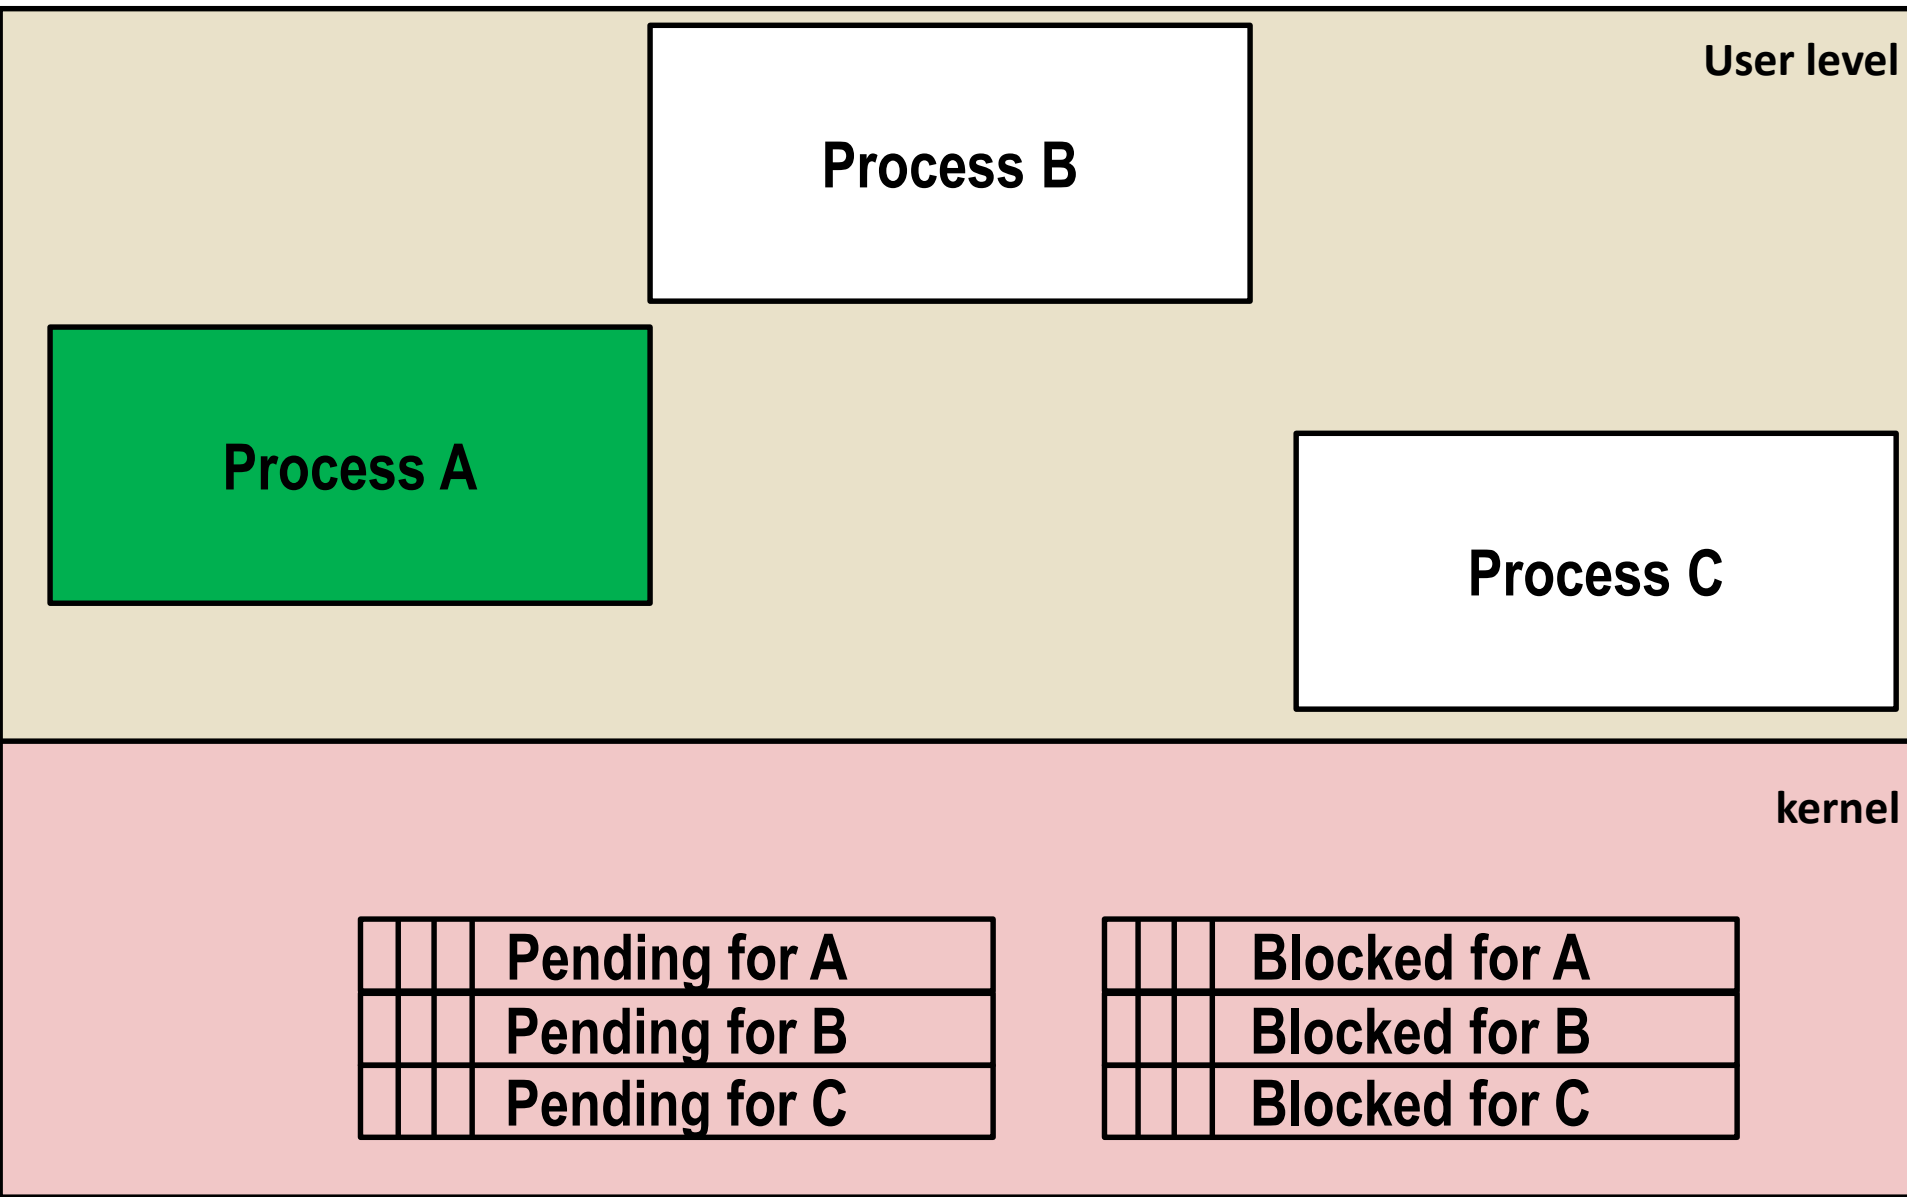 User level
Process B
Process A
Process C
kernel
Pending for A
Blocked for A
Pending for B
Blocked for B
Pending for C
Blocked for C